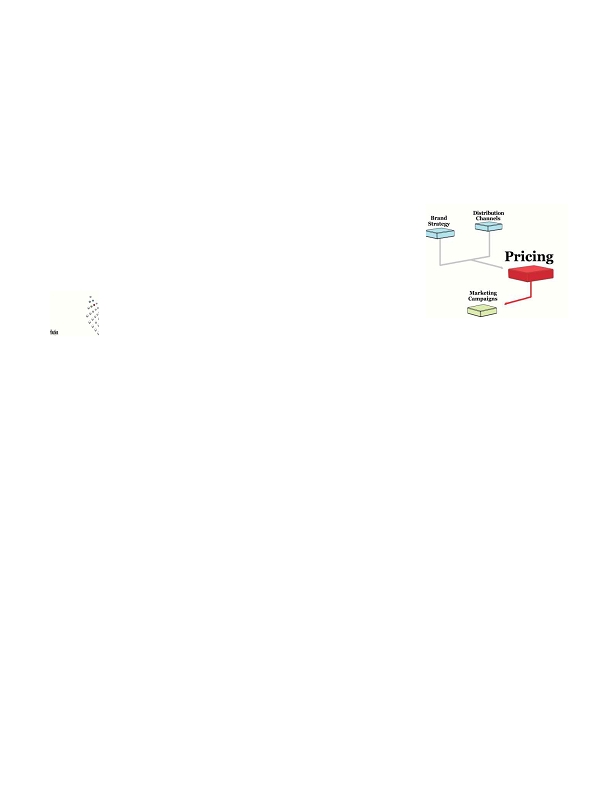 Brand
Strategy
Distribution
Channels
Pricing
Marketing
Campaigns